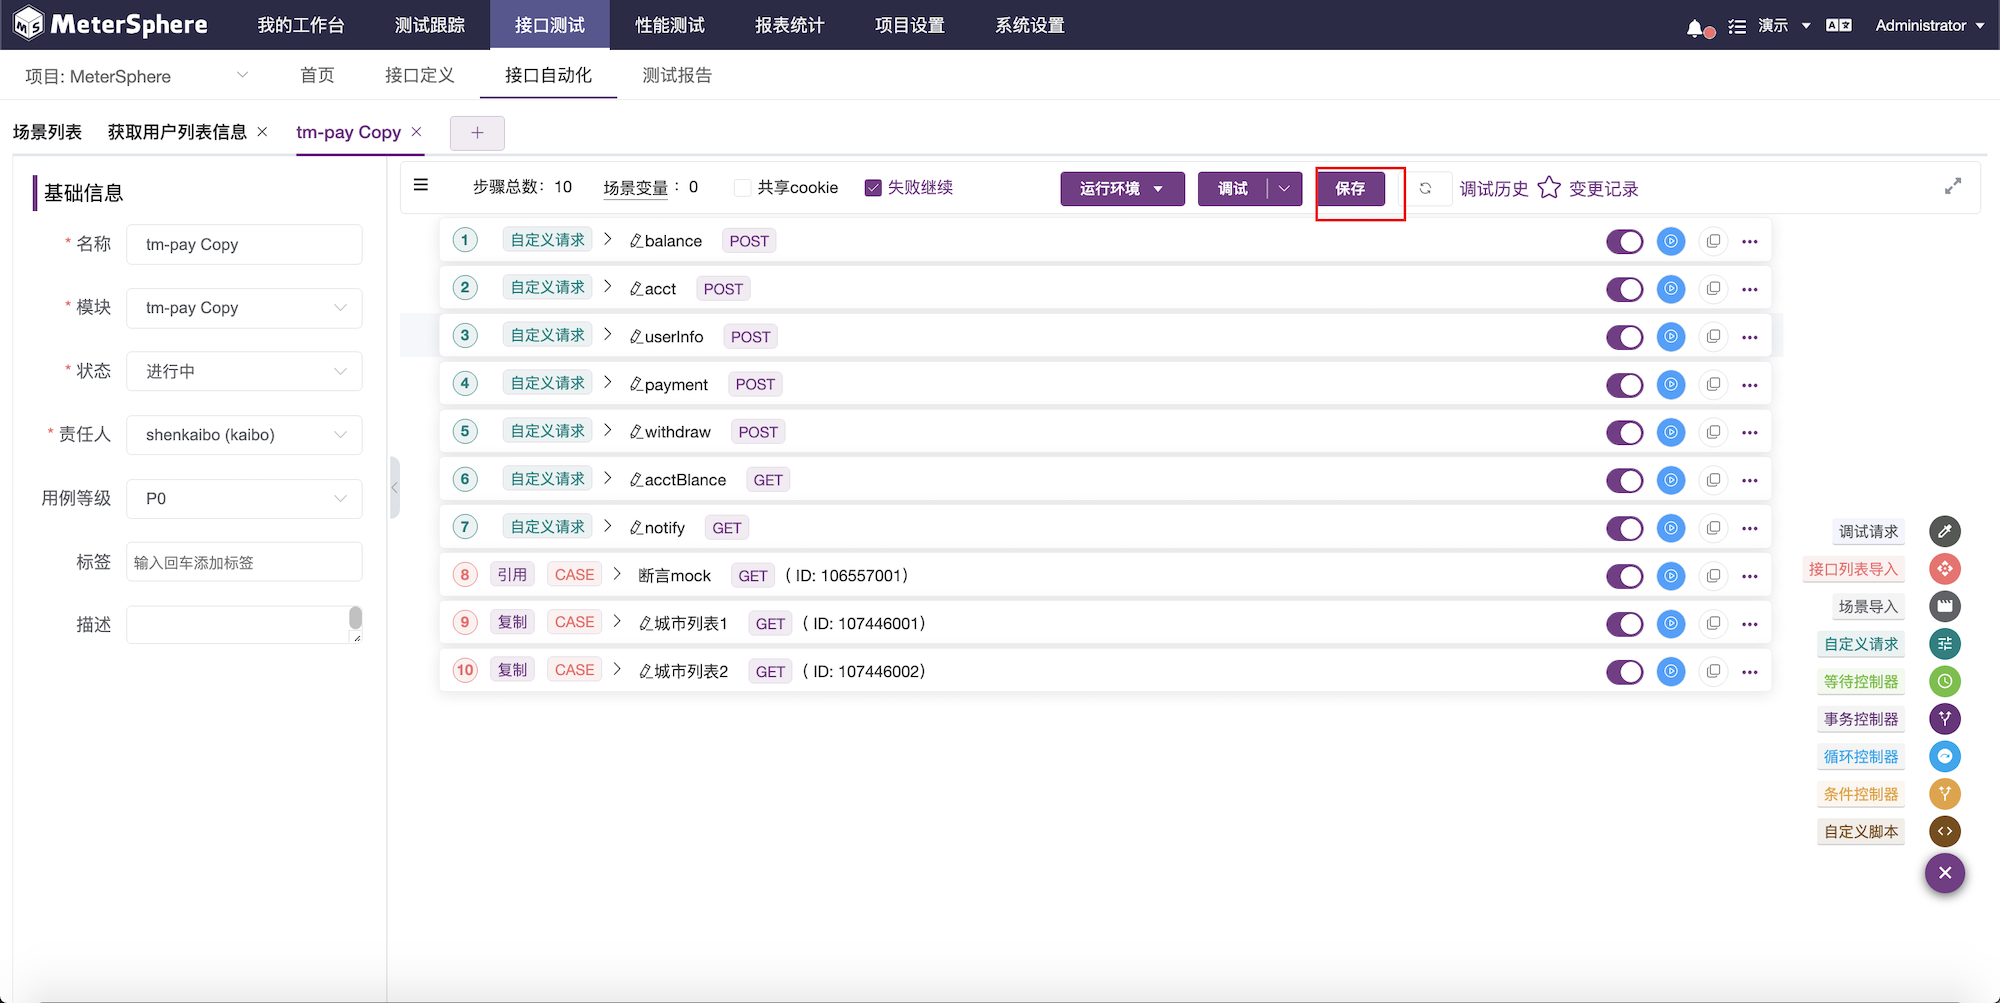 MeterSphere 我的工作台 测试跟踪 接口测试 性能测试 报表统计 项目设置 系统设置 演示 Administrator
项目: MeterSphere 首页 接口定义 接口自动化 测试报告
场景列表 获取用户列表信息 tm-pay Copy
基础信息
* 名称 tm-pay Copy
* 模块 tm-pay Copy
* 状态 进行中
* 责任人 shenkaibo (kaibo)
用例等级 P0
标签 输入回车添加标签
描述
步骤总数: 10 场景变量: 0 共享cookie 失败继续 运行环境 调试 保存 调试历史 变更记录
1 自定义请求 balance POST
2 自定义请求 acct POST
3 自定义请求 userInfo POST
4 自定义请求 payment POST
5 自定义请求 withdraw POST
6 自定义请求 acctBlance GET
7 自定义请求 notify GET
8 引用 CASE 断言mock GET ( ID: 106557001)
9 复制 CASE 城市列表1 GET ( ID: 107446001)
10 复制 CASE 城市列表2 GET ( ID: 107446002)
调试请求
接口列表导入
场景导入
自定义请求
等待控制器
事务控制器
循环控制器
条件控制器
自定义脚本